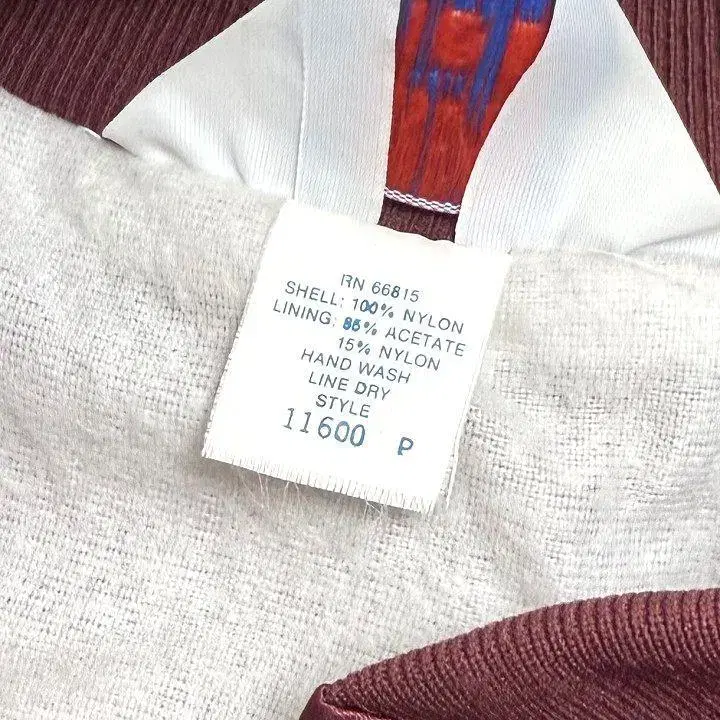 RN 66815
SHELL: 100% NYLON
LINING: 85% ACETATE
15% NYLON
HAND WASH
LINE DRY
STYLE
11600 P